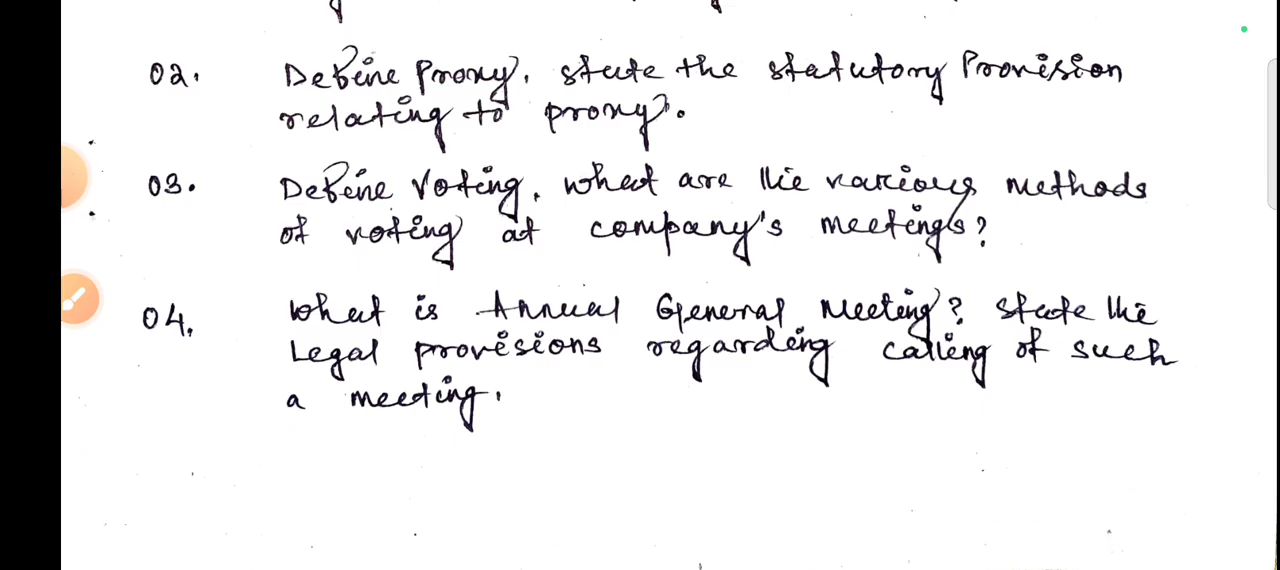 02. Define Proxy. State the statutory Provision
relating to proxy.
03. Define Voting. What are the various methods
of voting at company's meetings?
04. What is Annual General Meeting? State the
Legal provisions regarding calling of such
a meeting.